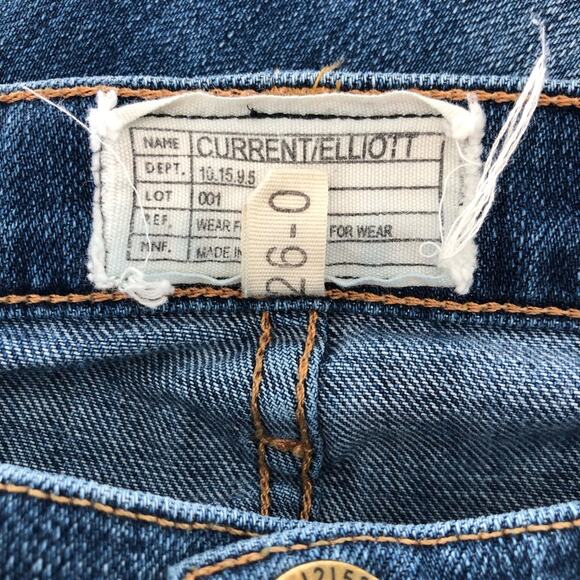 NAME CURRENT/ELLIOTT
DEPT. 10.15.9.5
LOT 001
REF. WEAR F FOR WEAR
MNF. MADE IN
26-0
1215